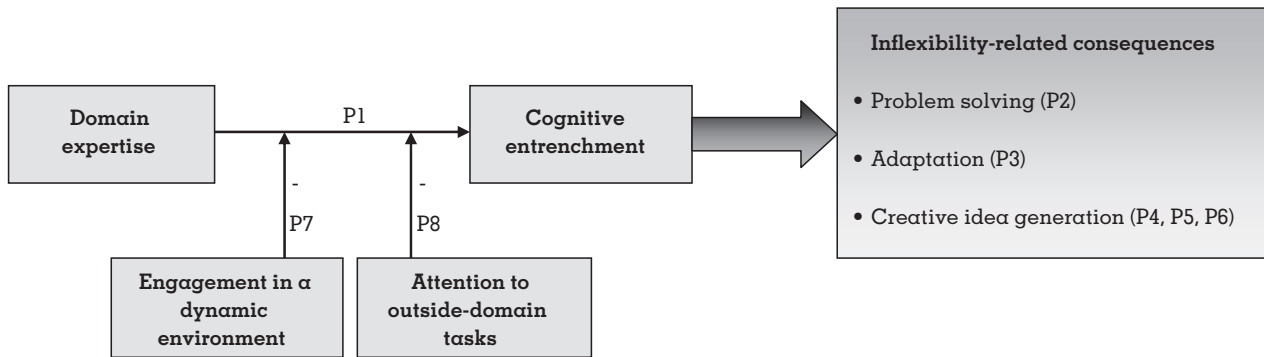 Domain
expertise
P1
Cognitive
entrenchment
Inflexibility-related consequences
• Problem solving (P2)
• Adaptation (P3)
• Creative idea generation (P4, P5, P6)
-
P7
-
P8
Engagement in a
dynamic
environment
Attention to
outside-domain
tasks